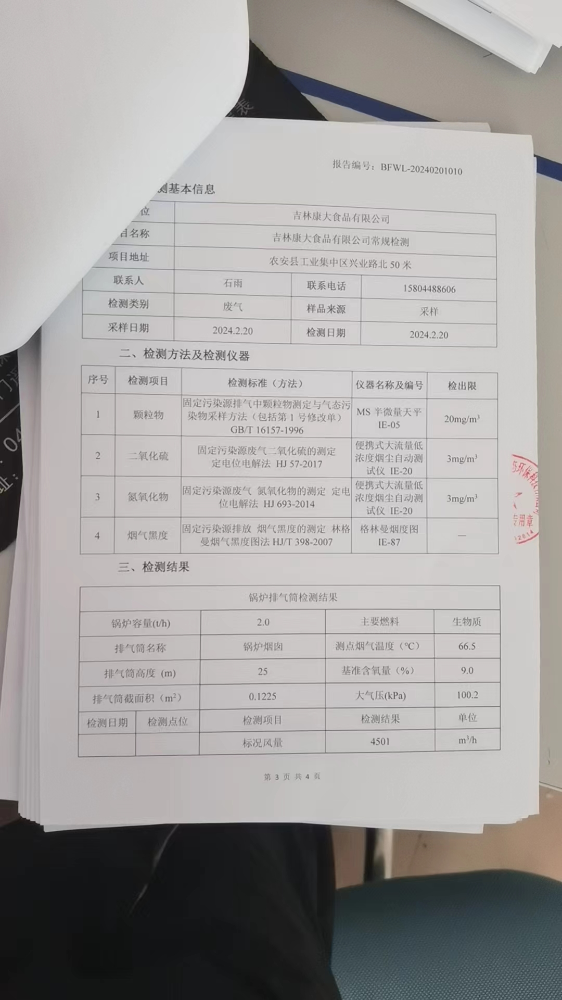 报告编号：BFWL-20240201010
测基本信息
位 吉林康大食品有限公司
目名称 吉林康大食品有限公司常规检测
项目地址 农安县工业集中区兴业路北 50 米
联系人 石雨 联系电话 15804488606
检测类别 废气 样品来源 采样
采样日期 2024.2.20 检测日期 2024.2.20
二、检测方法及检测仪器
序号 检测项目 检测标准（方法） 仪器名称及编号 检出限
1 颗粒物 固定污染源排气中颗粒物测定与气态污
染物采样方法（包括第 1 号修改单）
GB/T 16157-1996
MS 半微量天平
IE-05
20mg/m³
2 二氧化硫 固定污染源废气二氧化硫的测定
定电位电解法 HJ 57-2017
便携式大流量低
浓度烟尘自动测
试仪 IE-20
3mg/m³
3 氮氧化物 固定污染源废气 氮氧化物的测定 定电
位电解法 HJ 693-2014
便携式大流量低
浓度烟尘自动测
试仪 IE-20
3mg/m³
4 烟气黑度 固定污染源排放 烟气黑度的测定 林格
曼烟气黑度图法 HJ/T 398-2007
格林曼烟度图
IE-87
—
三、检测结果
锅炉排气筒检测结果
锅炉容量(t/h) 2.0 主要燃料 生物质
排气筒名称 锅炉烟囱 测点烟气温度（℃） 66.5
排气筒高度 (m) 25 基准含氧量（%） 9.0
排气筒截面积（m²） 0.1225 大气压(kPa) 100.2
检测日期 检测点位 检测项目 检测结果 单位
标况风量 4501 m³/h
第 3 页 共 4 页
环保科技
专用章
12614
表
门
址：
04